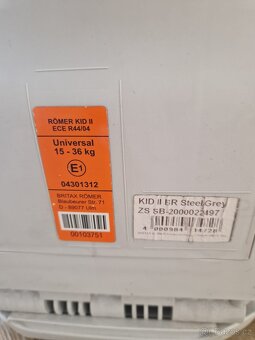 RÖMER KID II
ECE R44/04
Universal
15 - 36 kg
E1
04301312
BRITAX RÖMER
Blaubeurer Str. 71
D - 89077 Ulm
00103751
KID II BR Steel Grey
ZS SB 2000022497